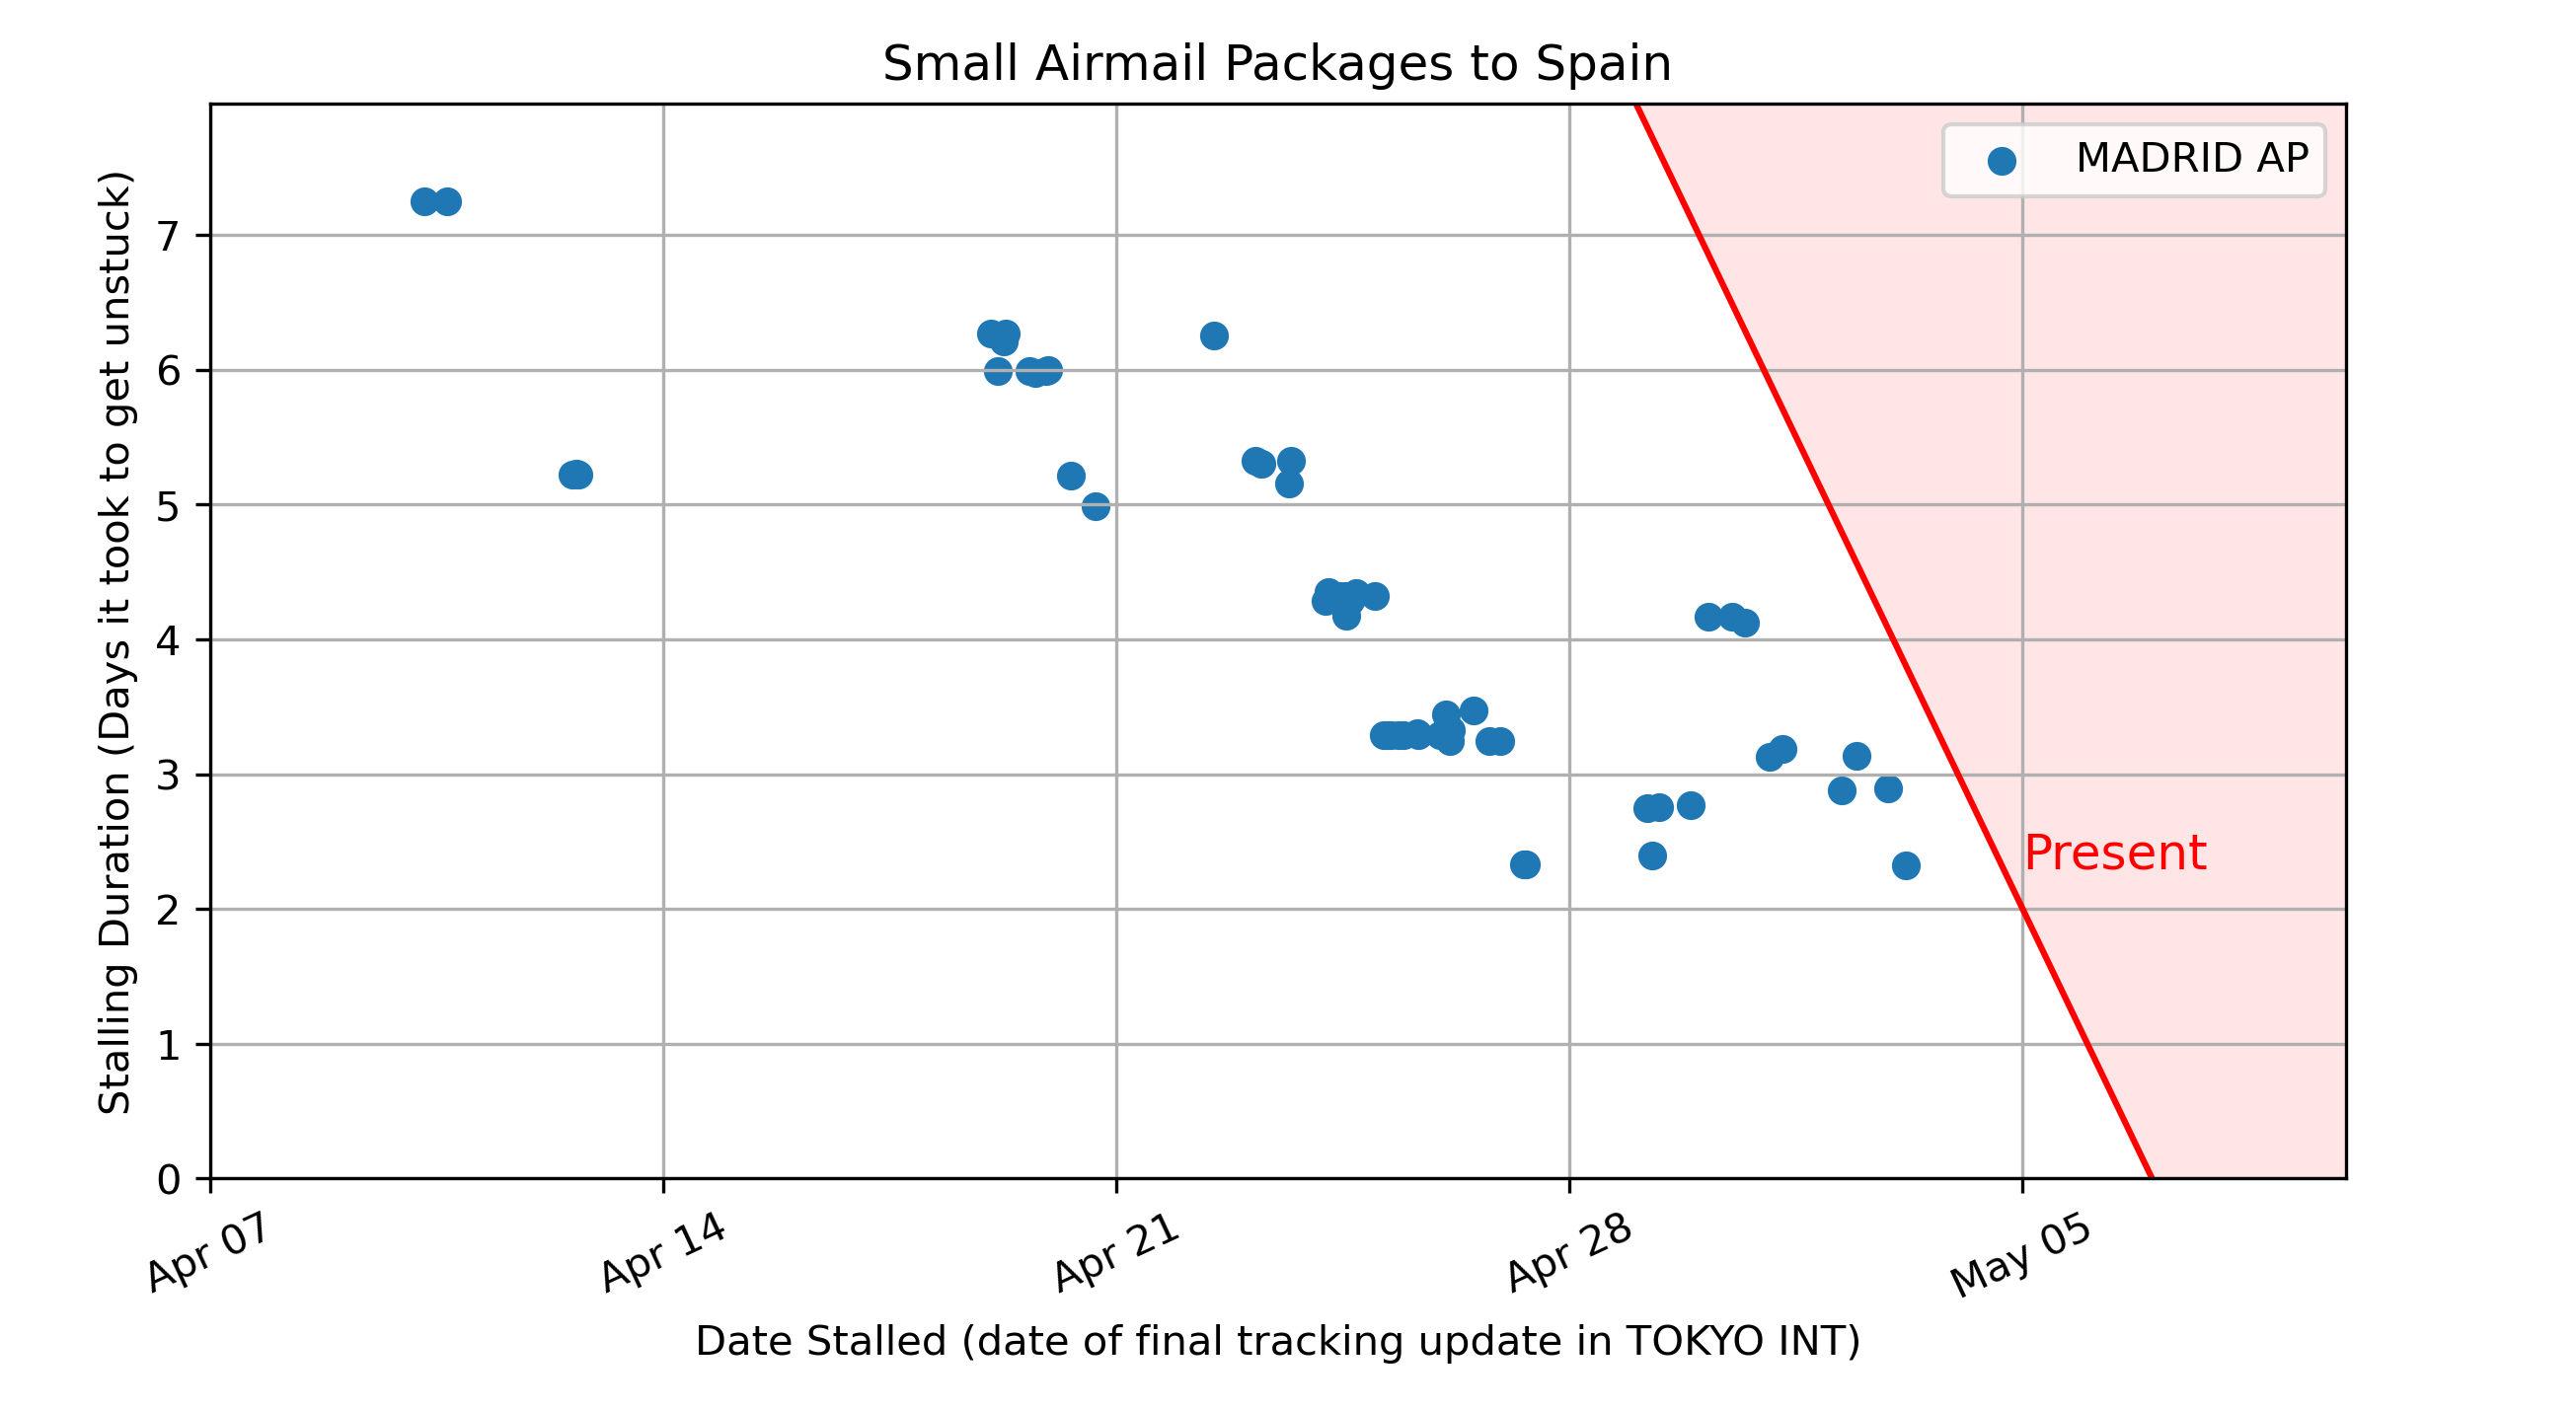 Small Airmail Packages to Spain
MADRID AP
Stalling Duration (Days it took to get unstuck)
7
6
5
4
3
2
1
0
Present
Apr 07
Apr 14
Apr 21
Apr 28
May 05
Date Stalled (date of final tracking update in TOKYO INT)